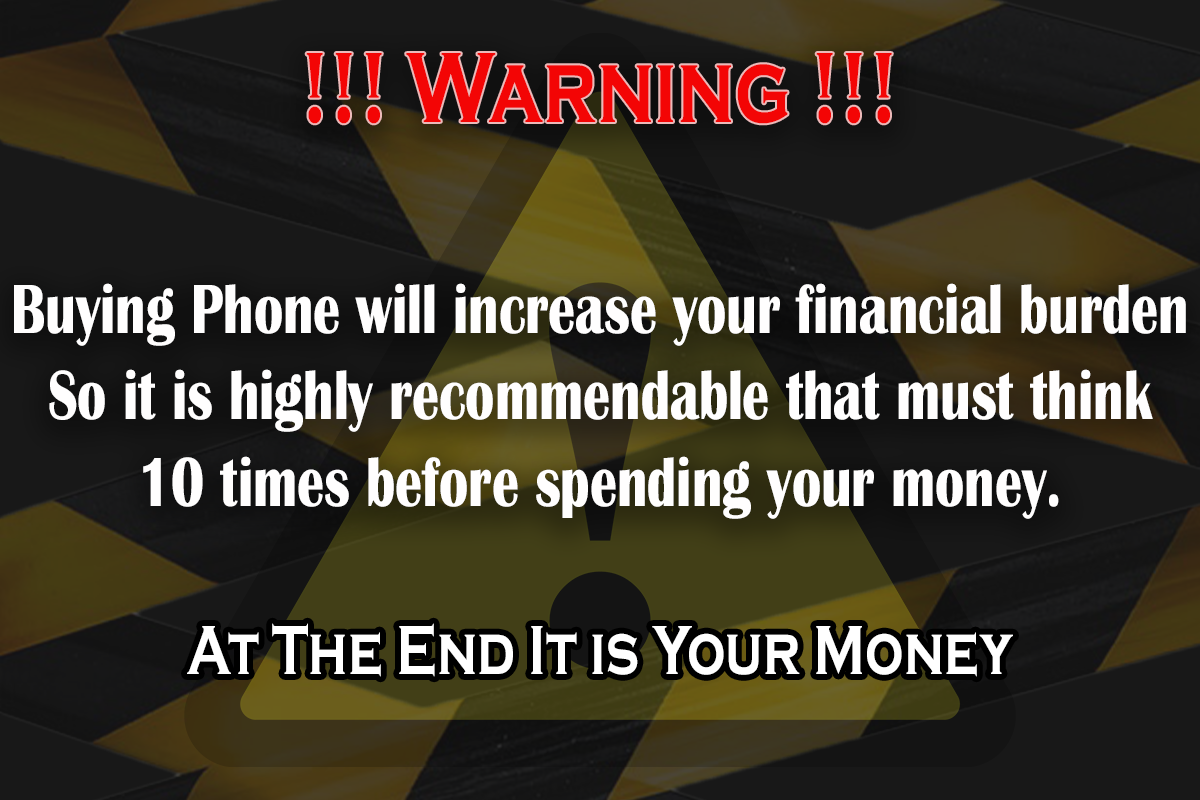 !!! WARNING !!!
Buying Phone will increase your financial burden
So it is highly recommendable that must think
10 times before spending your money.
AT THE END IT IS YOUR MONEY